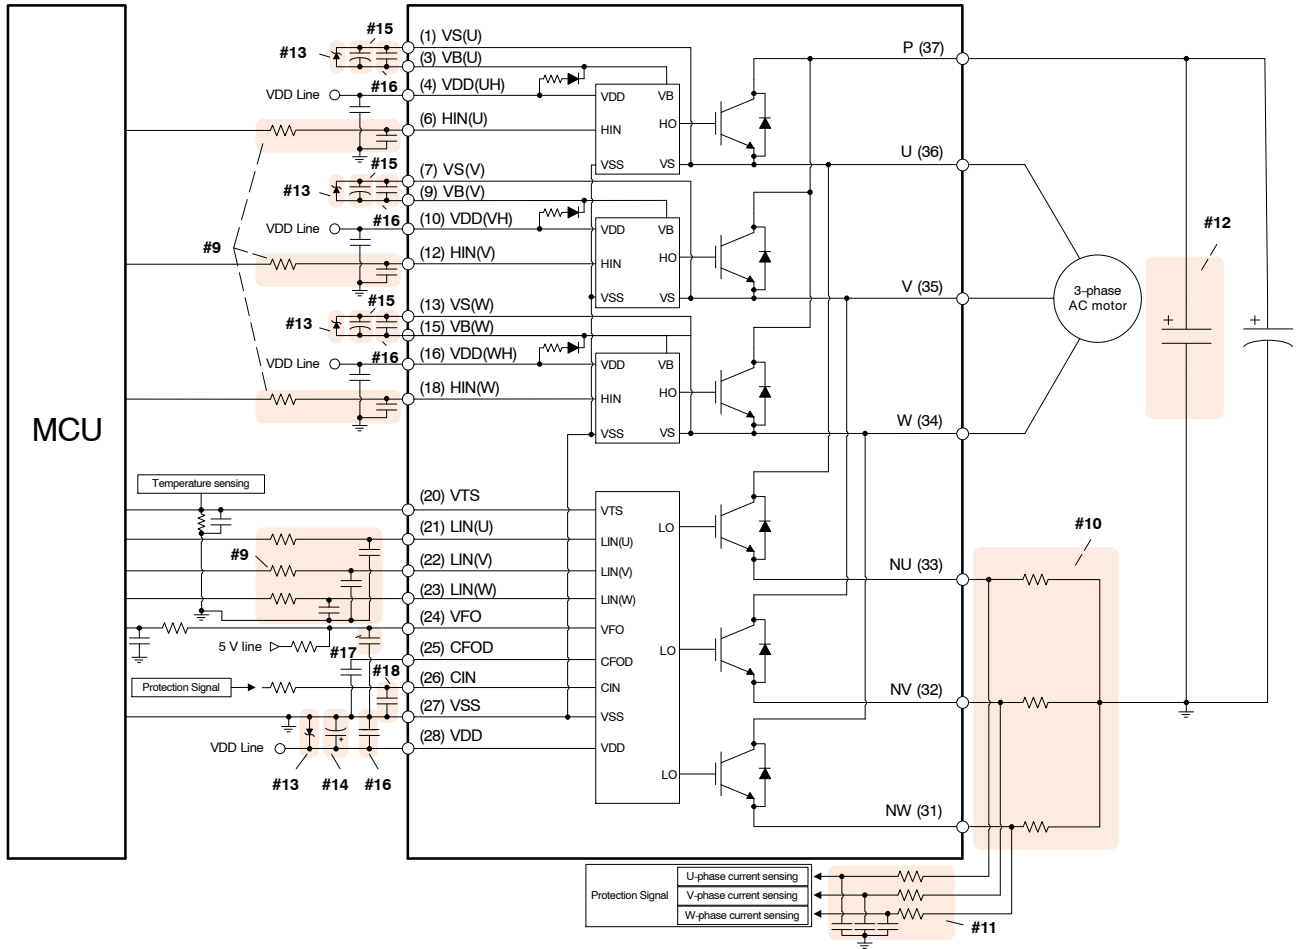 #15
#13
#16
(1) VS(U)
(3) VB(U)
(4) VDD(UH)
(6) HIN(U)
VDD Line
VDD
VB
HIN
HO
VSS
VS
P (37)
U (36)
#15
#13
#16
(7) VS(V)
(9) VB(V)
(10) VDD(VH)
(12) HIN(V)
VDD Line
#9
VDD
VB
HIN
HO
VSS
VS
V (35)
3-phase
AC motor
#12
+
+
#15
#13
#16
(13) VS(W)
(15) VB(W)
(16) VDD(WH)
(18) HIN(W)
VDD Line
VDD
VB
HIN
HO
VSS
VS
W (34)
MCU
Temperature sensing
(20) VTS
(21) LIN(U)
(22) LIN(V)
(23) LIN(W)
(24) VFO
(25) CFOD
(26) CIN
(27) VSS
(28) VDD
#9
5 V line
#17
#18
Protection Signal
VDD Line
+
#13
#14
#16
VTS
LIN(U)
LIN(V)
LIN(W)
VFO
CFOD
CIN
VSS
VDD
LO
LO
LO
NU (33)
NV (32)
NW (31)
#10
Protection Signal
U-phase current sensing
V-phase current sensing
W-phase current sensing
#11